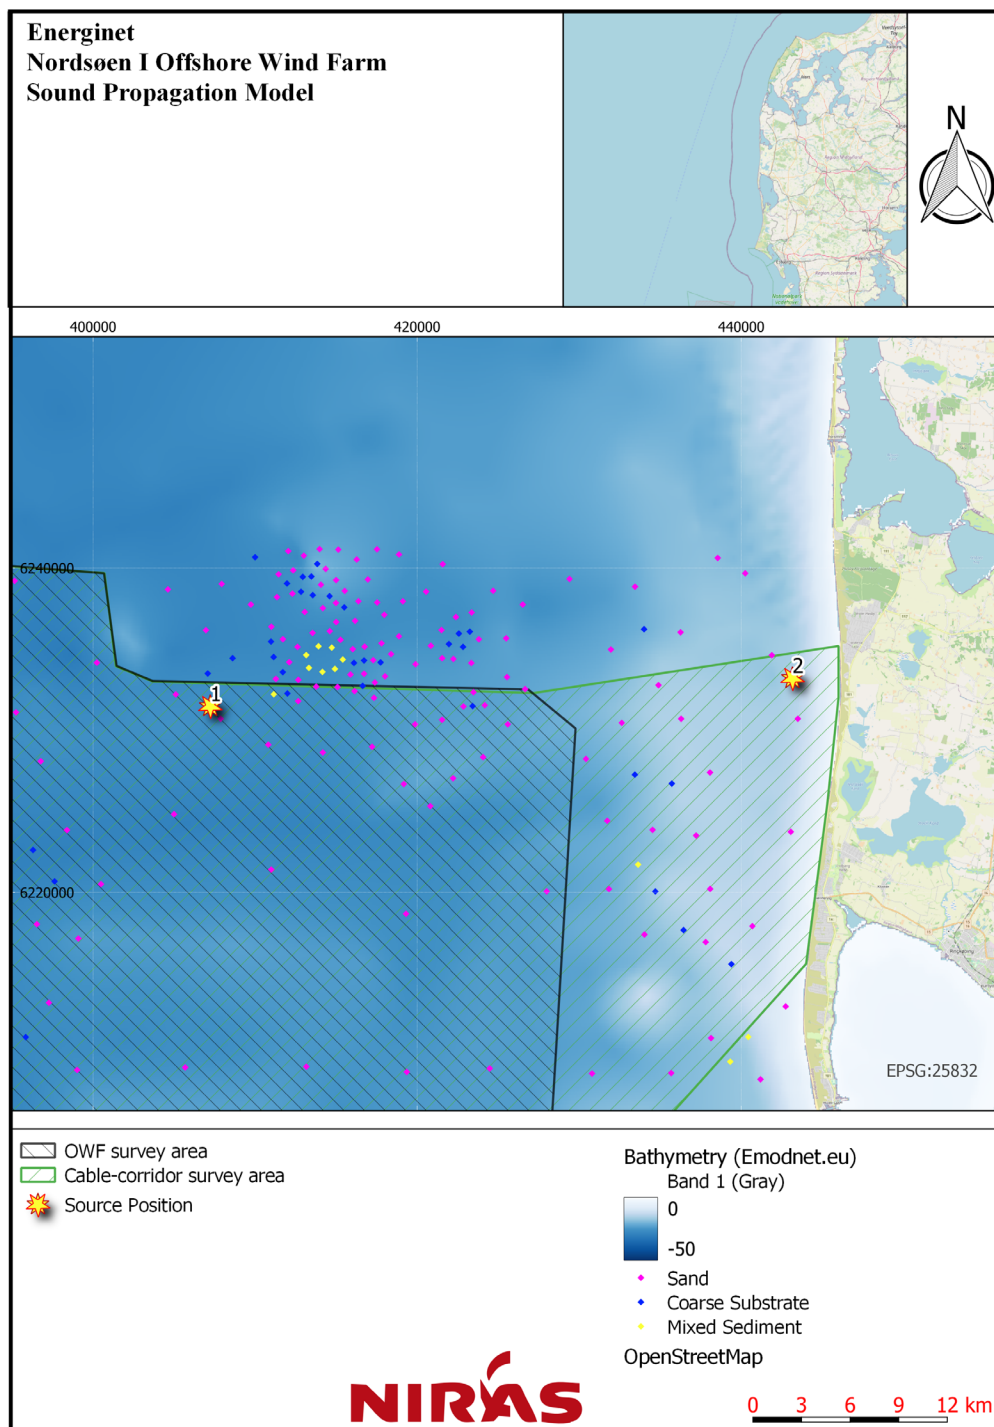 Energinet
Nordsøen I Offshore Wind Farm
Sound Propagation Model
N
400000
420000
440000
6240000
6220000
1
2
EPSG:25832
OWF survey area
Cable-corridor survey area
Source Position
Bathymetry (Emodnet.eu)
Band 1 (Gray)
0
-50
Sand
Coarse Substrate
Mixed Sediment
OpenStreetMap
NIRAS
0 3 6 9 12 km